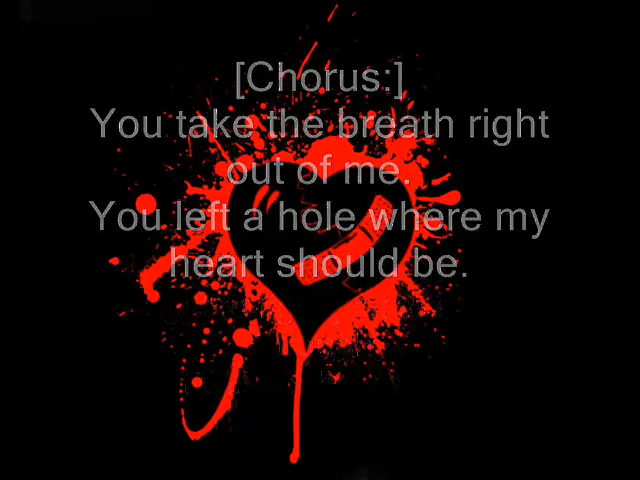 [Chorus:]
You take the breath right
out of me.
You left a hole where my
heart should be.